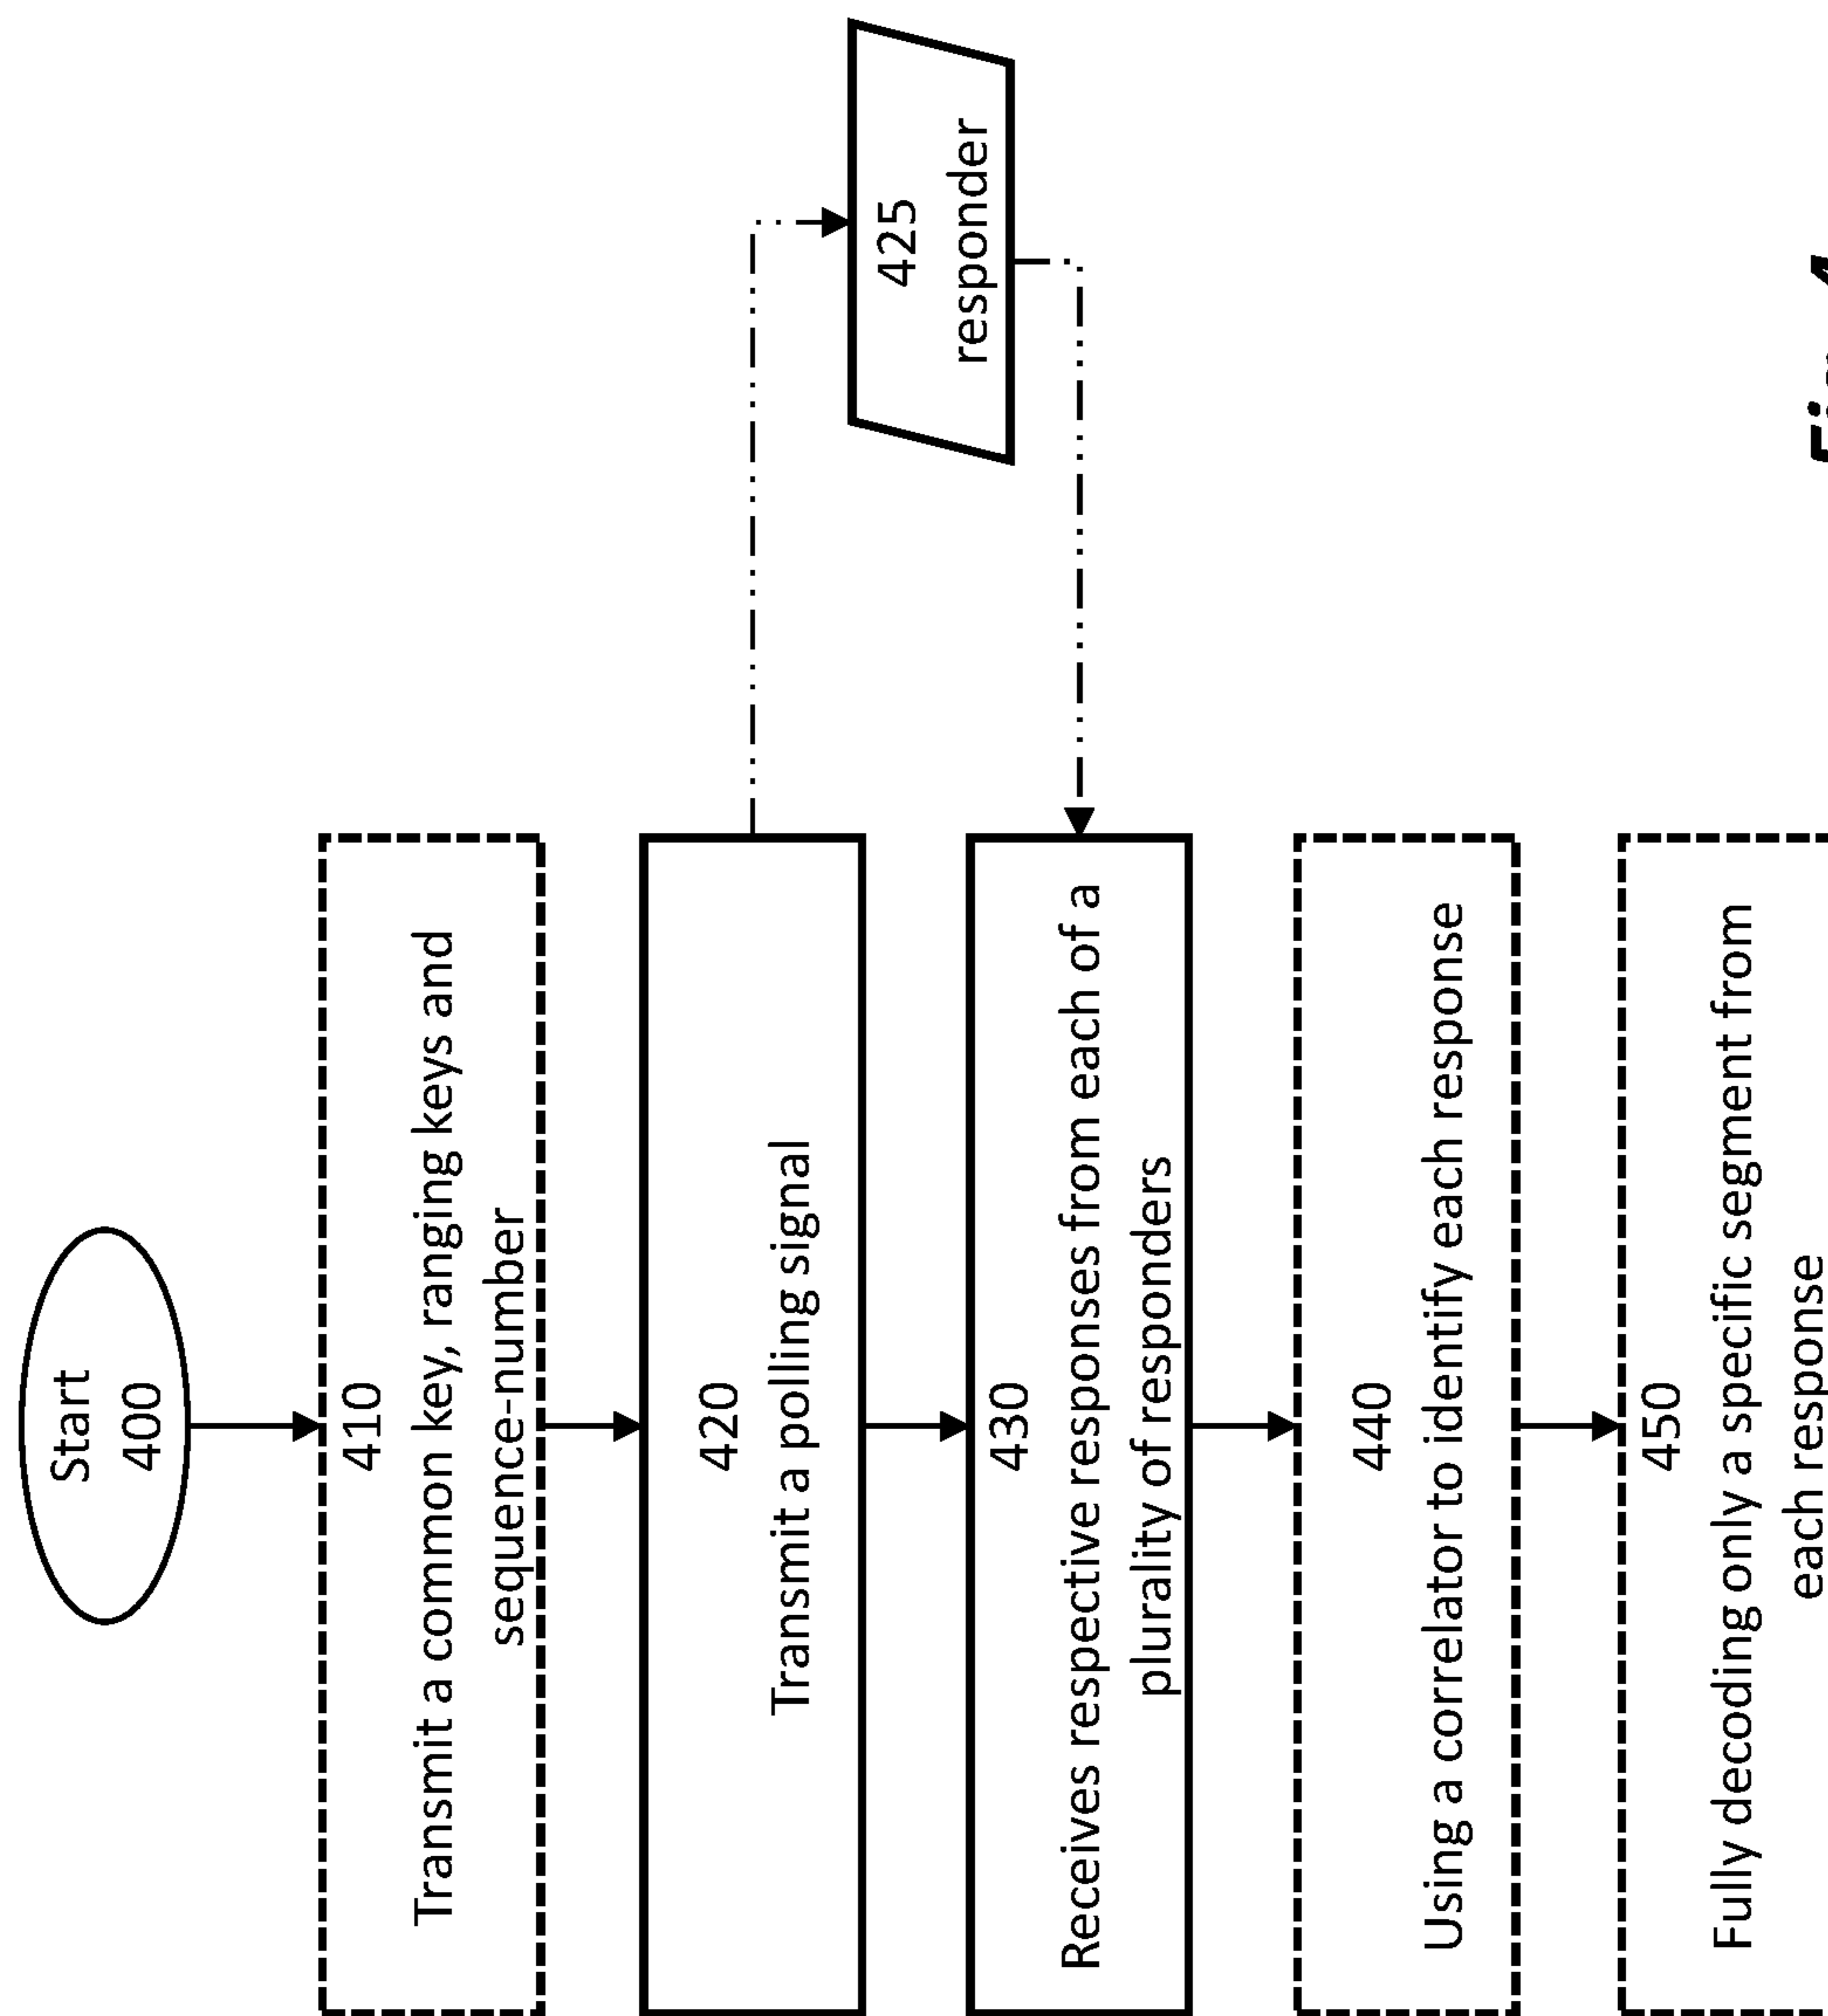 Start
400
410
Transmit a common key, ranging keys and
sequence-number
420
Transmit a polling signal
425
responder
430
Receives respective responses from each of a
plurality of responders
440
Using a correlator to identify each response
450
Fully decoding only a specific segment from
each response